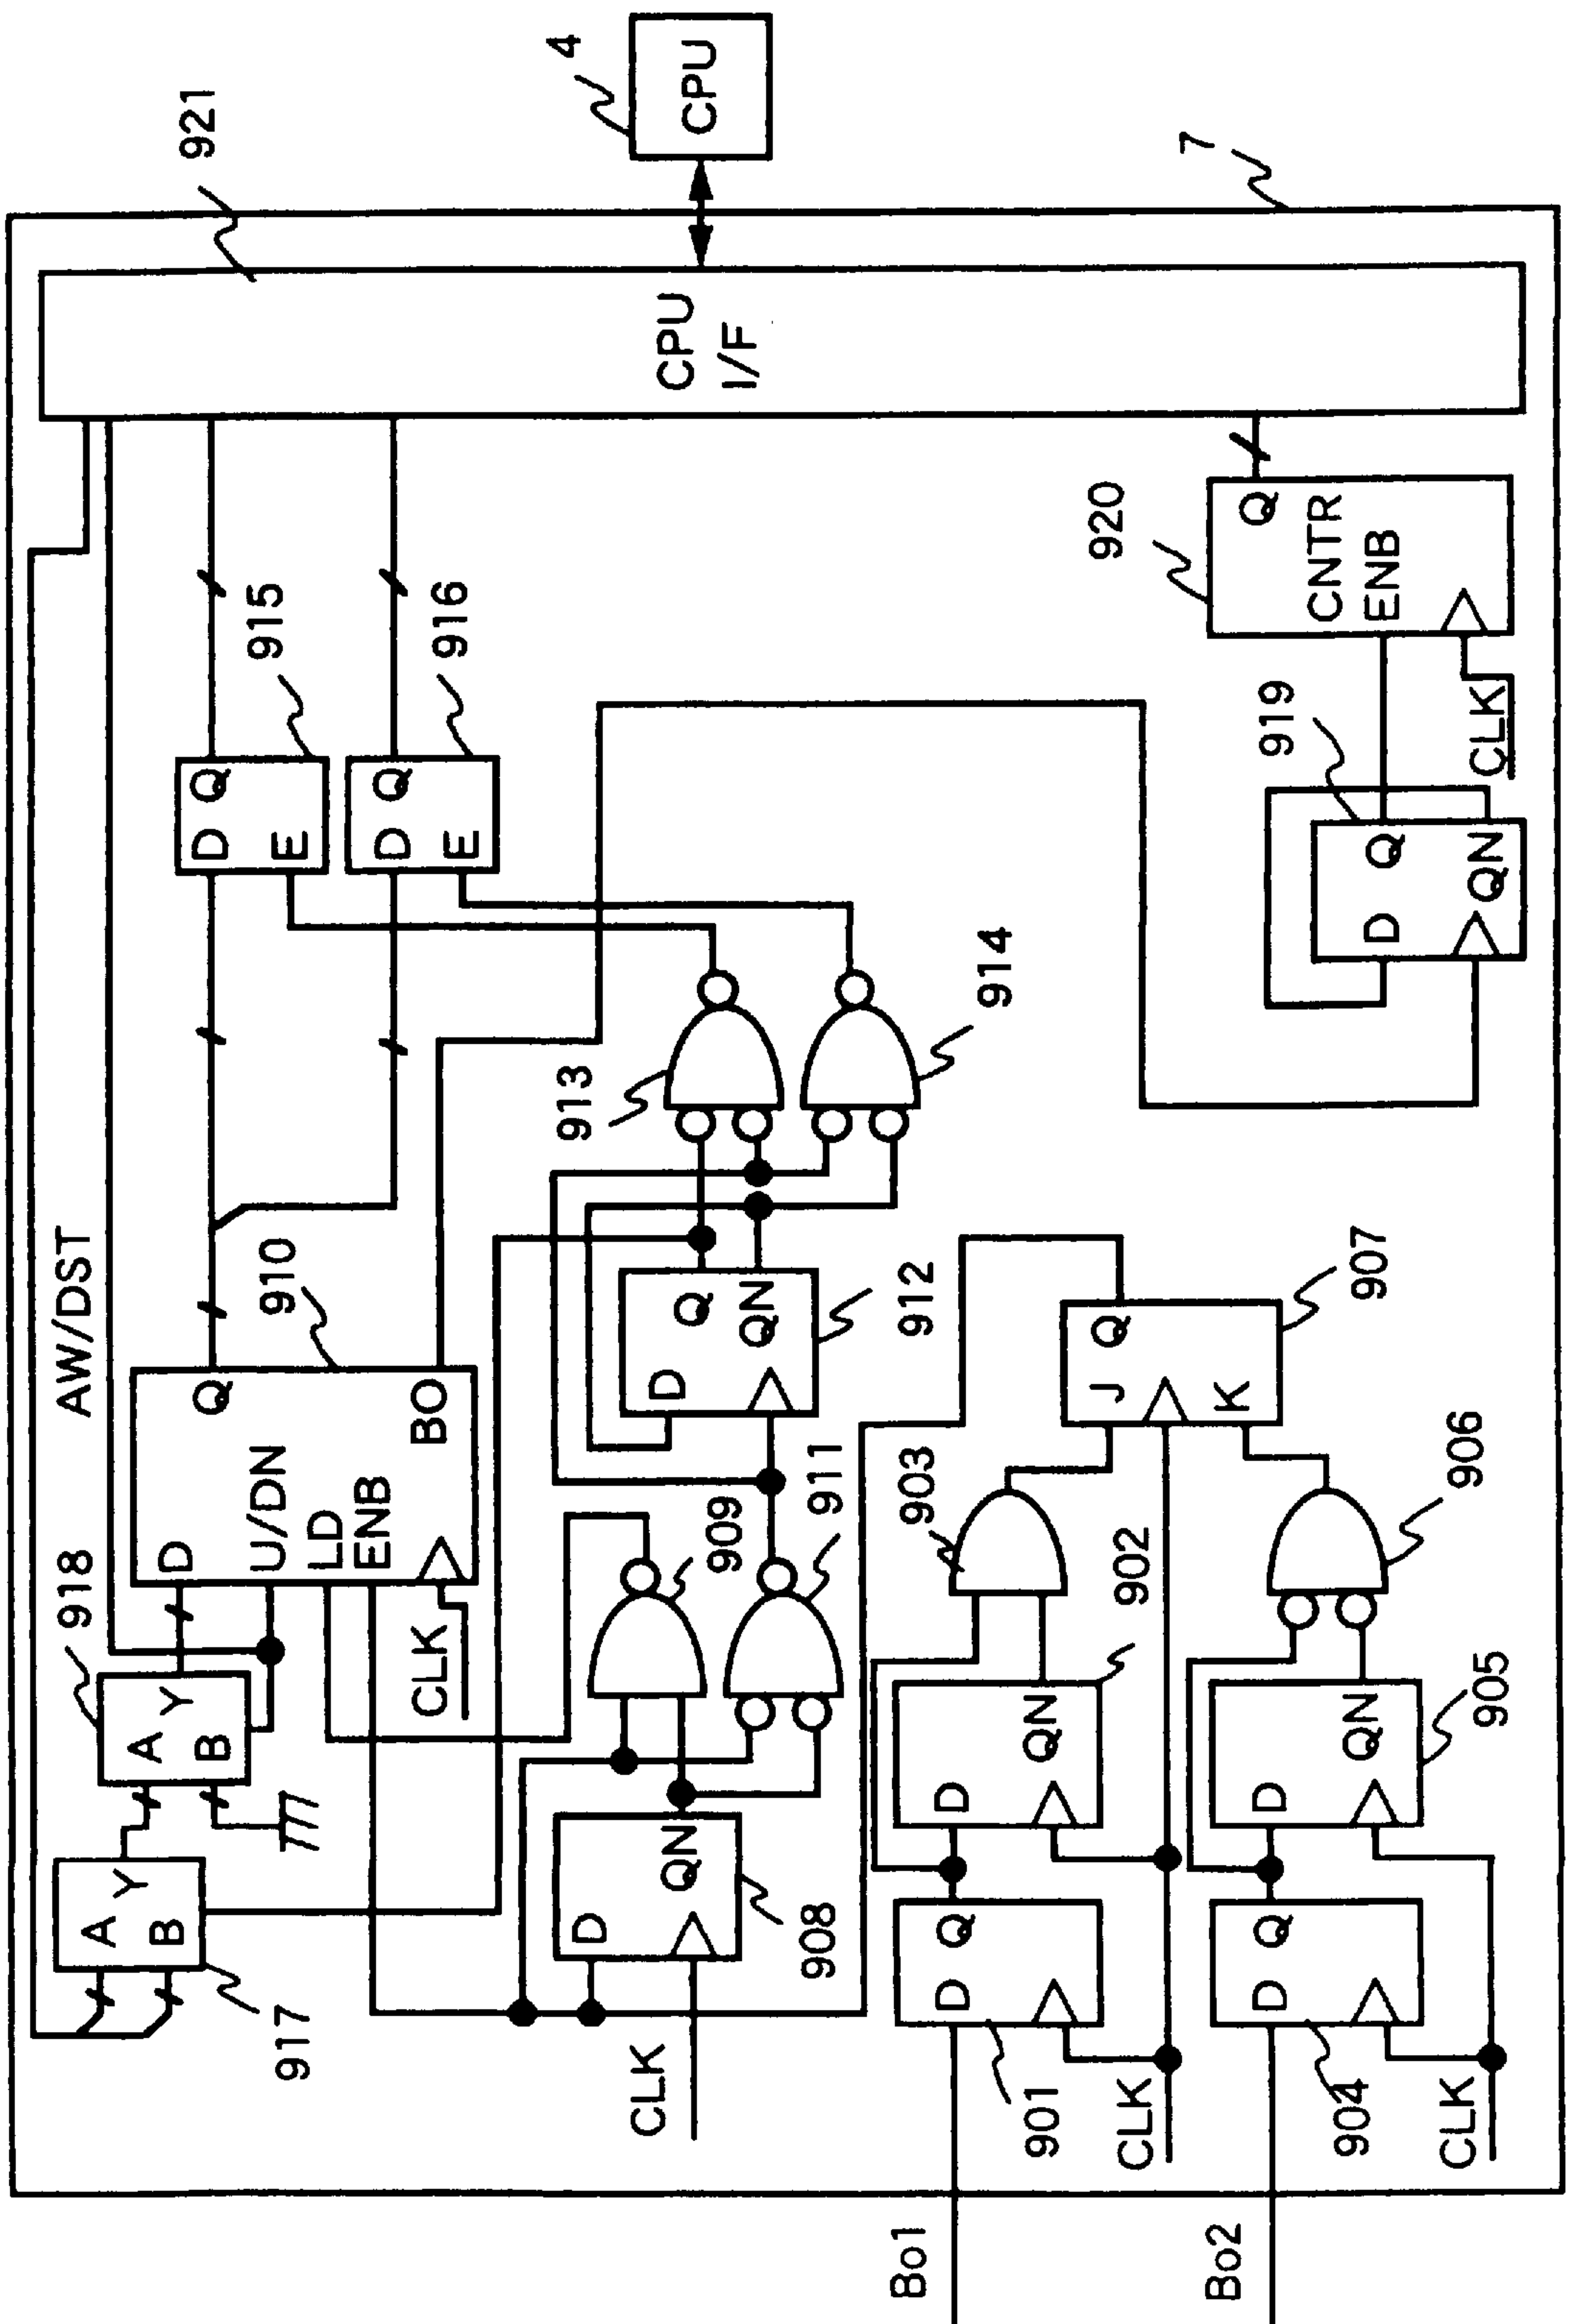 4
CPU
921
7
CPU
I/F
920
Q
CNTR
ENB
CLK
919
D Q
QN
915
D Q
E
916
D Q
E
914
913
AW/DST
910
D Q
U/DN
LD
ENB
BO
CLK
918
A Y
B
917
A Y
B
912
D Q
QN
911
909
908
D QN
CLK
907
J Q
K
903
902
D QN
901
D Q
CLK
906
905
D QN
904
D Q
CLK
Bo1
Bo2